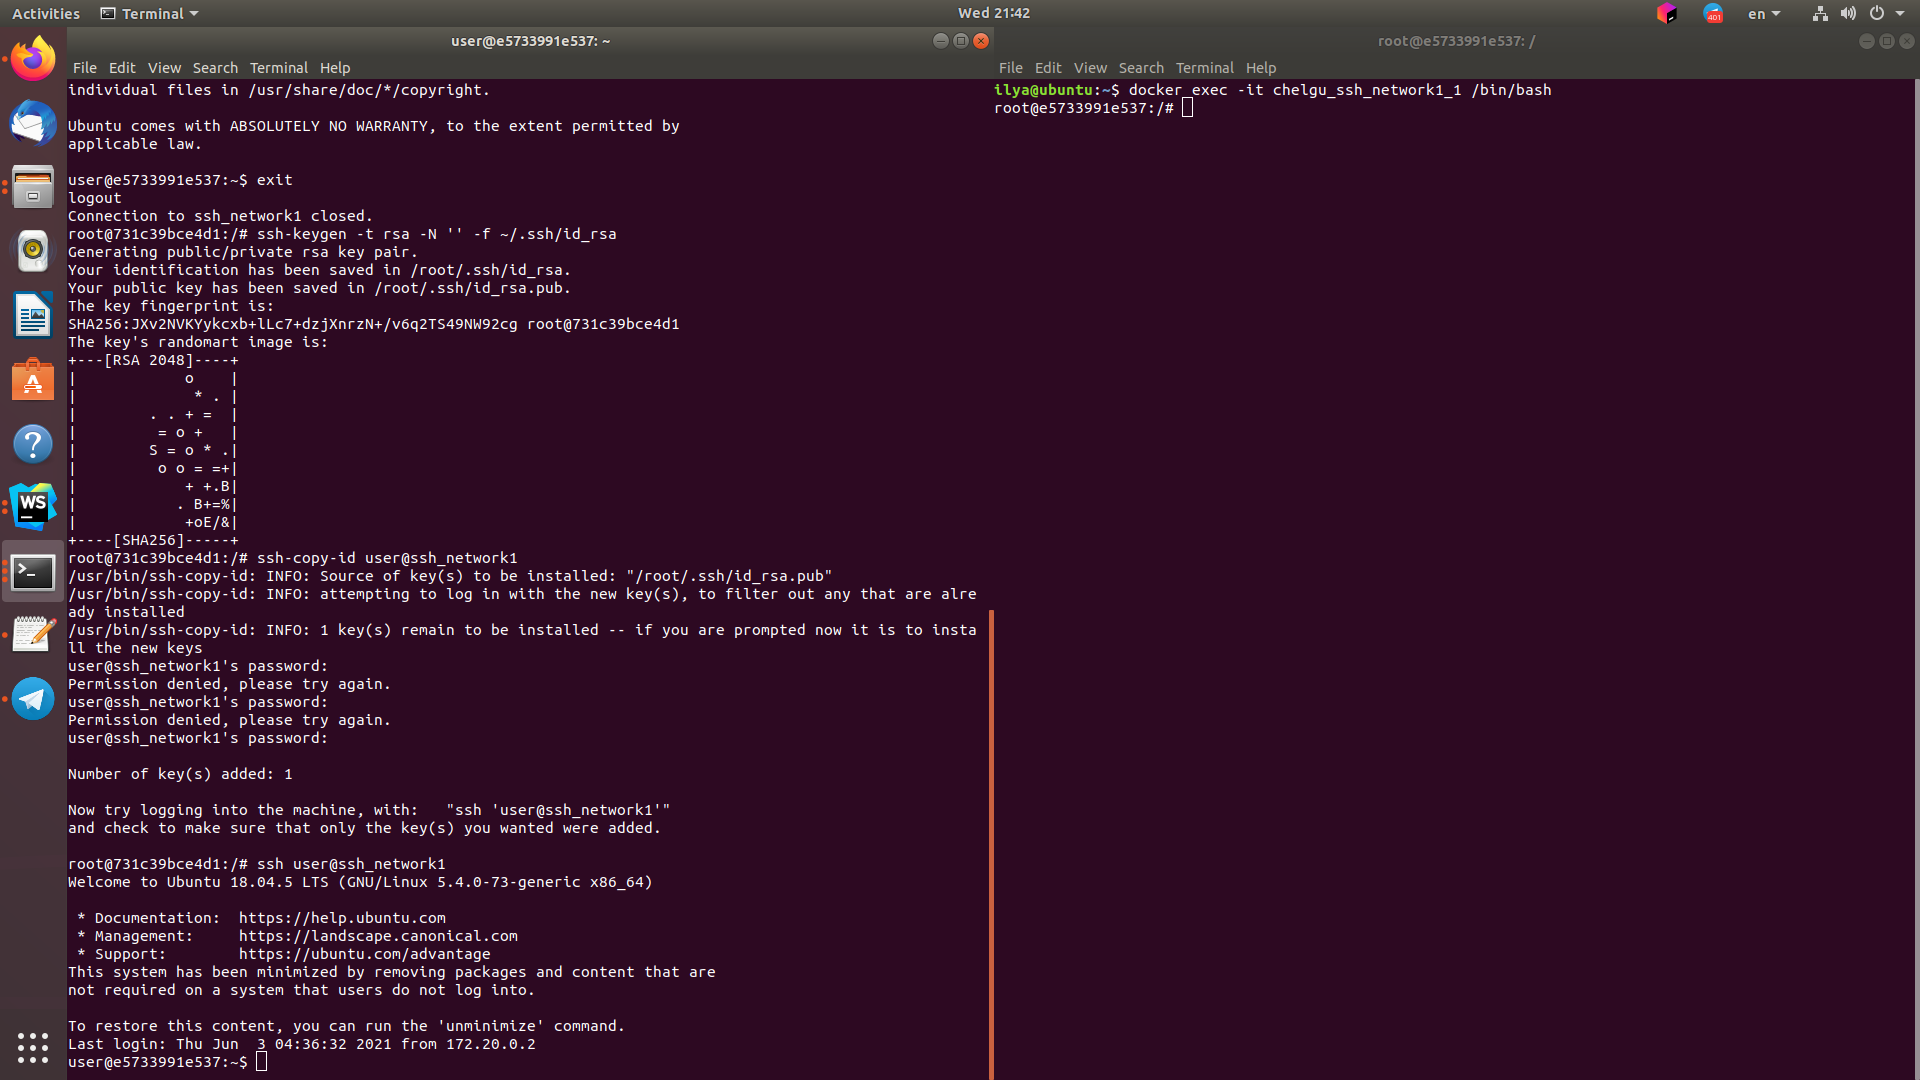 Activities Terminal Wed 21:42 401 en
user@e5733991e537: ~
File Edit View Search Terminal Help
individual files in /usr/share/doc/*/copyright.
Ubuntu comes with ABSOLUTELY NO WARRANTY, to the extent permitted by
applicable law.
user@e5733991e537:~$ exit
logout
Connection to ssh_network1 closed.
root@731c39bce4d1:/# ssh-keygen -t rsa -N '' -f ~/.ssh/id_rsa
Generating public/private rsa key pair.
Your identification has been saved in /root/.ssh/id_rsa.
Your public key has been saved in /root/.ssh/id_rsa.pub.
The key fingerprint is:
SHA256:JXv2NVKYykcxb+lLc7+dzjXnrzN+/v6q2TS49NW92cg root@731c39bce4d1
The key's randomart image is:
+---[RSA 2048]----+
|            o    |
|             * . |
|        . . + =  |
|         = o +   |
|        S = o * .|
|         o o = =+|
|            + +.B|
|           . B+=%|
|            +oE/&|
+----[SHA256]-----+
root@731c39bce4d1:/# ssh-copy-id user@ssh_network1
/usr/bin/ssh-copy-id: INFO: Source of key(s) to be installed: "/root/.ssh/id_rsa.pub"
/usr/bin/ssh-copy-id: INFO: attempting to log in with the new key(s), to filter out any that are alre
ady installed
/usr/bin/ssh-copy-id: INFO: 1 key(s) remain to be installed -- if you are prompted now it is to insta
ll the new keys
user@ssh_network1's password:
Permission denied, please try again.
user@ssh_network1's password:
Permission denied, please try again.
user@ssh_network1's password:
Number of key(s) added: 1
Now try logging into the machine, with:   "ssh 'user@ssh_network1'"
and check to make sure that only the key(s) you wanted were added.
root@731c39bce4d1:/# ssh user@ssh_network1
Welcome to Ubuntu 18.04.5 LTS (GNU/Linux 5.4.0-73-generic x86_64)
 * Documentation:  https://help.ubuntu.com
 * Management:     https://landscape.canonical.com
 * Support:        https://ubuntu.com/advantage
This system has been minimized by removing packages and content that are
not required on a system that users do not log into.
To restore this content, you can run the 'unminimize' command.
Last login: Thu Jun  3 04:36:32 2021 from 172.20.0.2
user@e5733991e537:~$
root@e5733991e537: /
File Edit View Search Terminal Help
ilya@ubuntu:~$ docker exec -it chelgu_ssh_network1_1 /bin/bash
root@e5733991e537:/#
WS